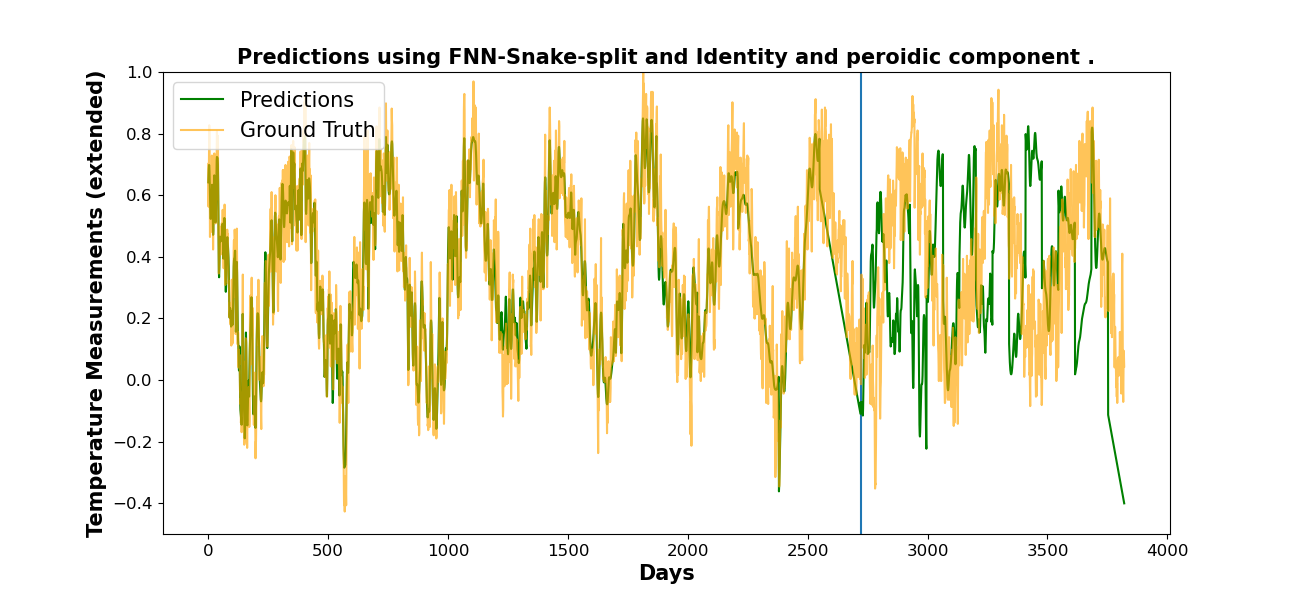 Predictions using FNN-Snake-split and Identity and peroidic component .
Temperature Measurements (extended)
1.0
0.8
0.6
0.4
0.2
0.0
−0.2
−0.4
Predictions
Ground Truth
0 500 1000 1500 2000 2500 3000 3500 4000
Days